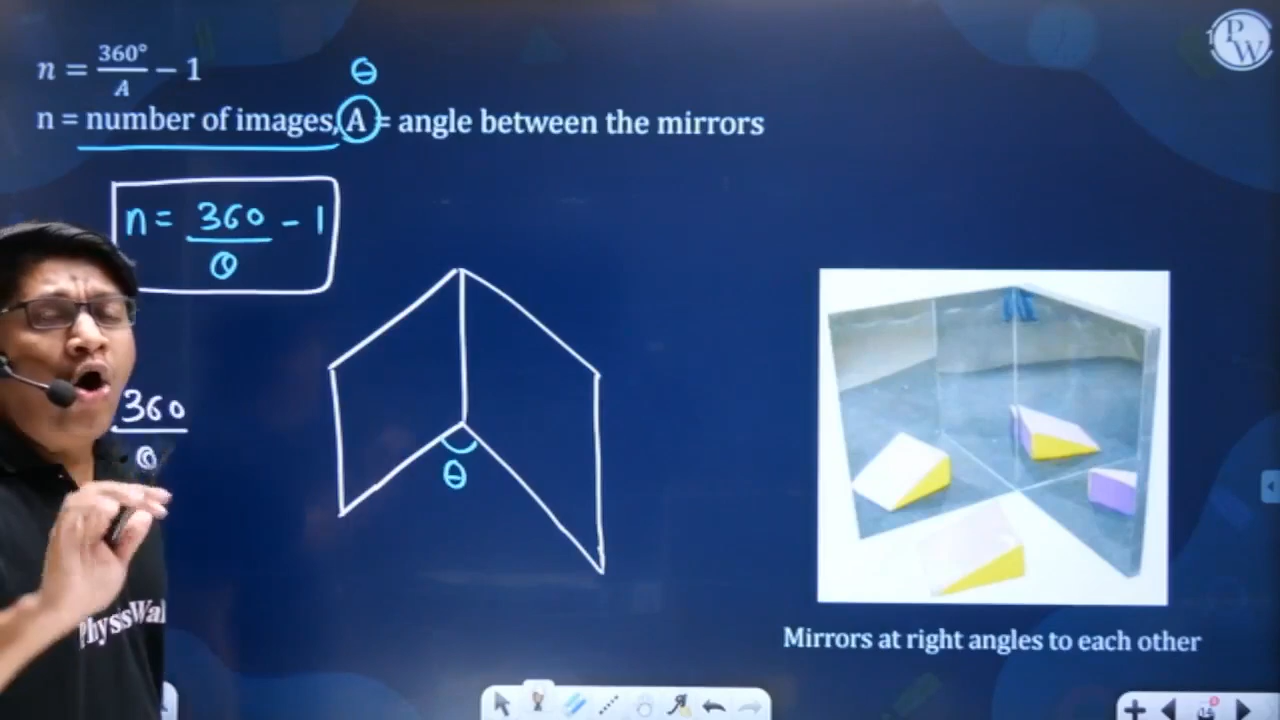 n = 360°/A − 1
θ
n = number of images, A = angle between the mirrors
n = 360/θ - 1
360/θ
θ
PhysicsWal
Mirrors at right angles to each other
PW